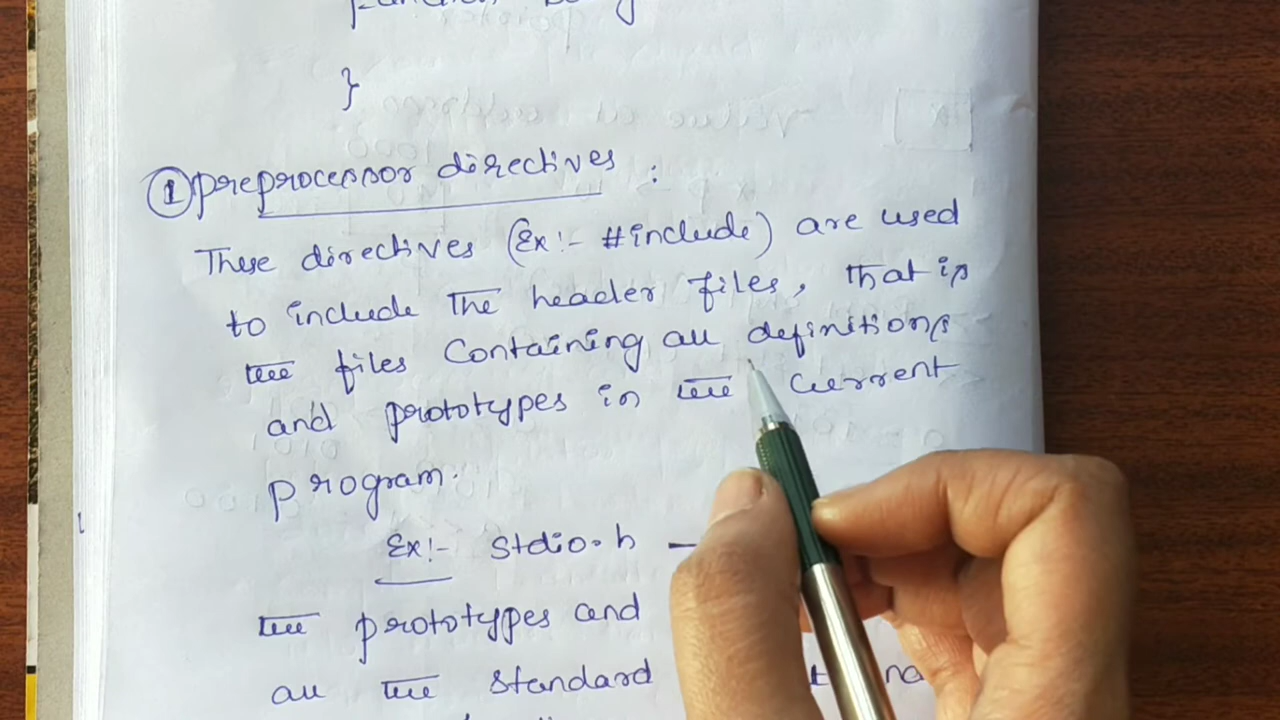 }
① preprocessor directives :
These directives (Ex:- #include) are used
to include the header files, that is
the files Containing all definitions
and prototypes in the current
program.
Ex:- stdio.h –
the prototypes and
all the standard